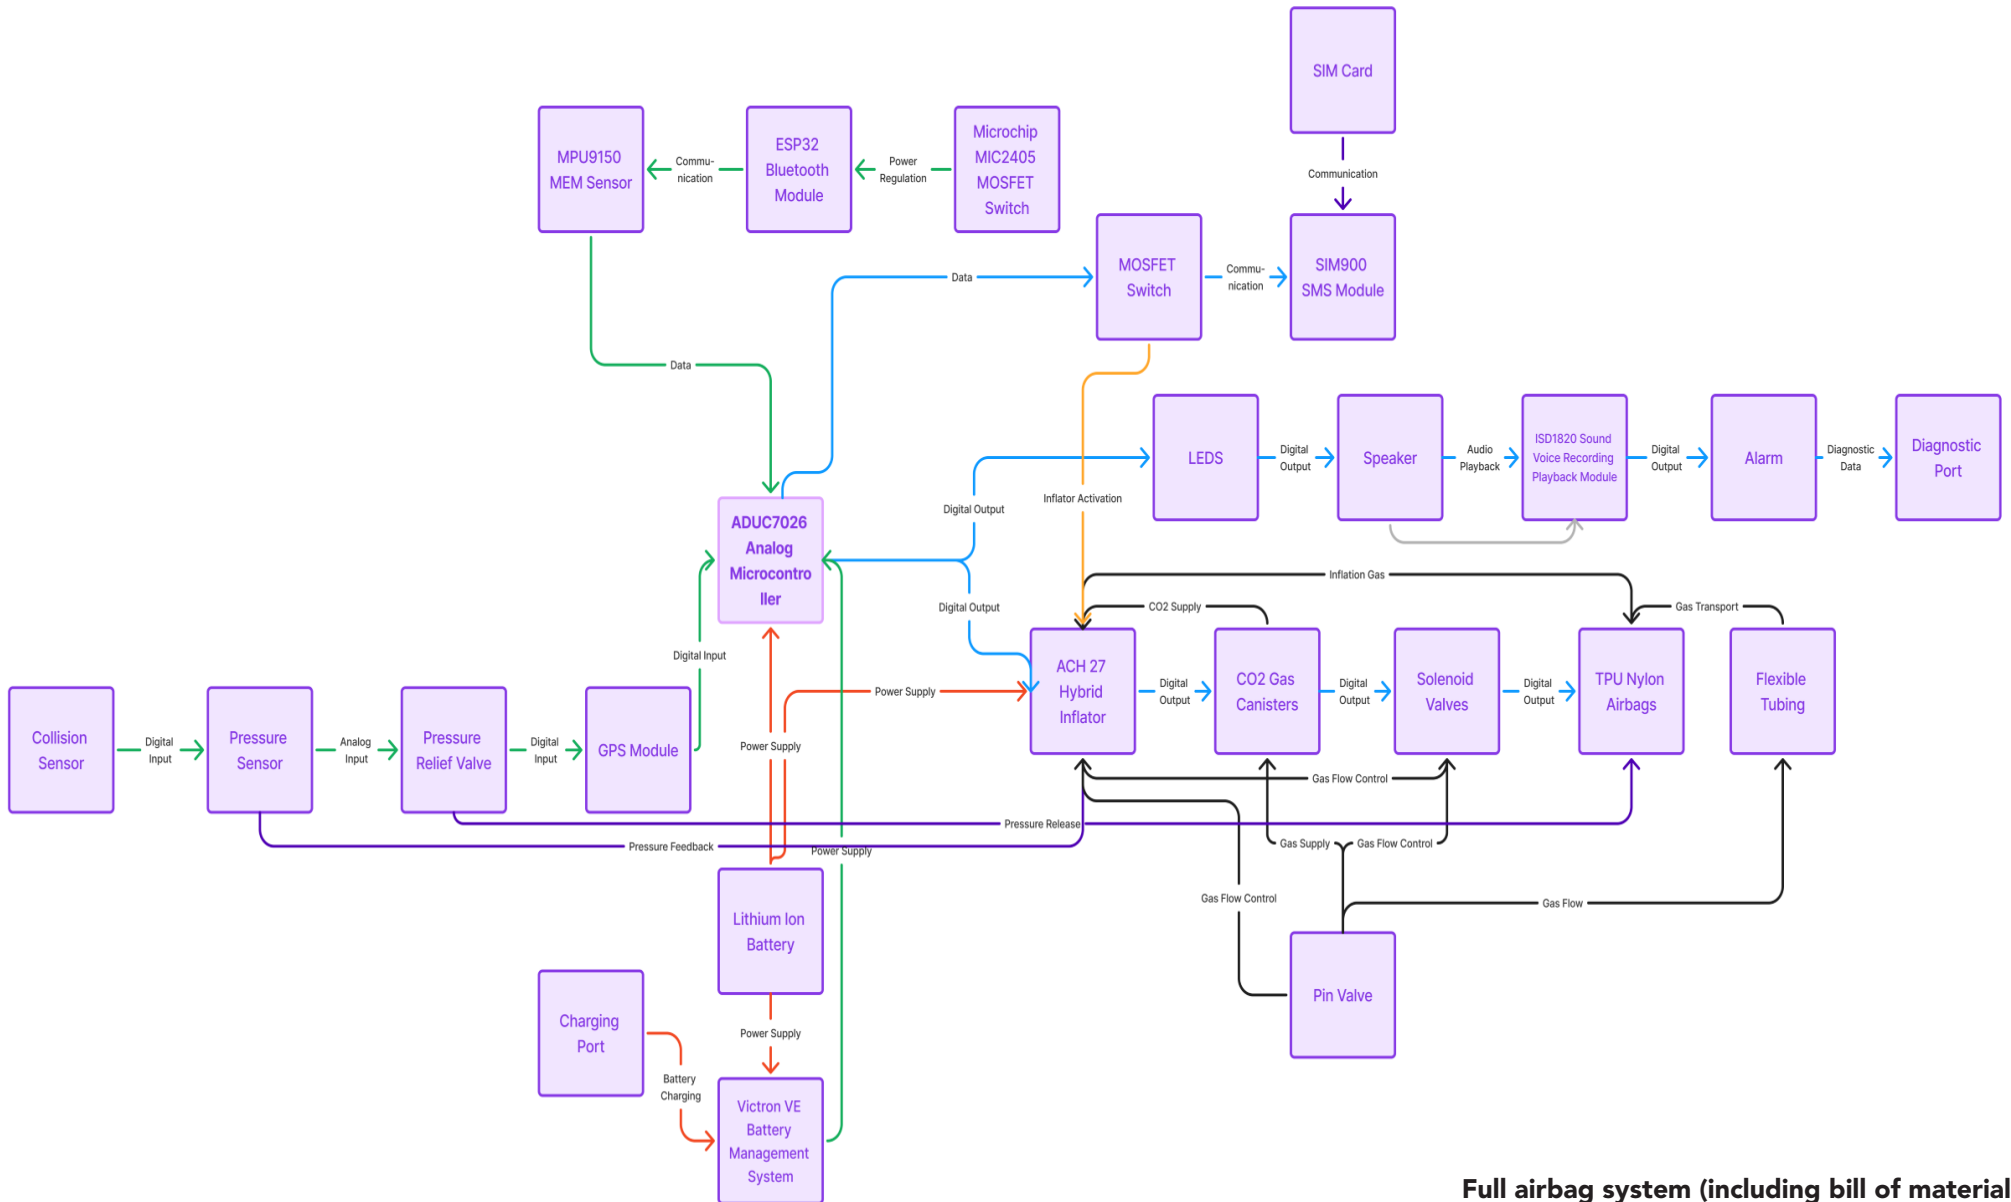 SIM Card
Communication
MPU9150
MEM Sensor
Commu-
nication
ESP32
Bluetooth
Module
Power
Regulation
Microchip
MIC2405
MOSFET
Switch
Data
MOSFET
Switch
Commu-
nication
SIM900
SMS Module
Data
Inflator Activation
Digital Output
LEDS
Digital
Output
Speaker
Audio
Playback
ISD1820 Sound
Voice Recording
Playback Module
Digital
Output
Alarm
Diagnostic
Data
Diagnostic
Port
ADUC7026
Analog
Microcontro
ller
Digital Output
Inflation Gas
CO2 Supply
Gas Transport
Digital Input
Power Supply
ACH 27
Hybrid
Inflator
Digital
Output
CO2 Gas
Canisters
Digital
Output
Solenoid
Valves
Digital
Output
TPU Nylon
Airbags
Flexible
Tubing
Collision
Sensor
Digital
Input
Pressure
Sensor
Analog
Input
Pressure
Relief Valve
Digital
Input
GPS Module
Power Supply
Gas Flow Control
Pressure Release
Pressure Feedback
Power Supply
Gas Supply
Gas Flow Control
Gas Flow Control
Gas Flow
Lithium Ion
Battery
Pin Valve
Charging
Port
Power Supply
Battery
Charging
Victron VE
Battery
Management
System
Full airbag system (including bill of material